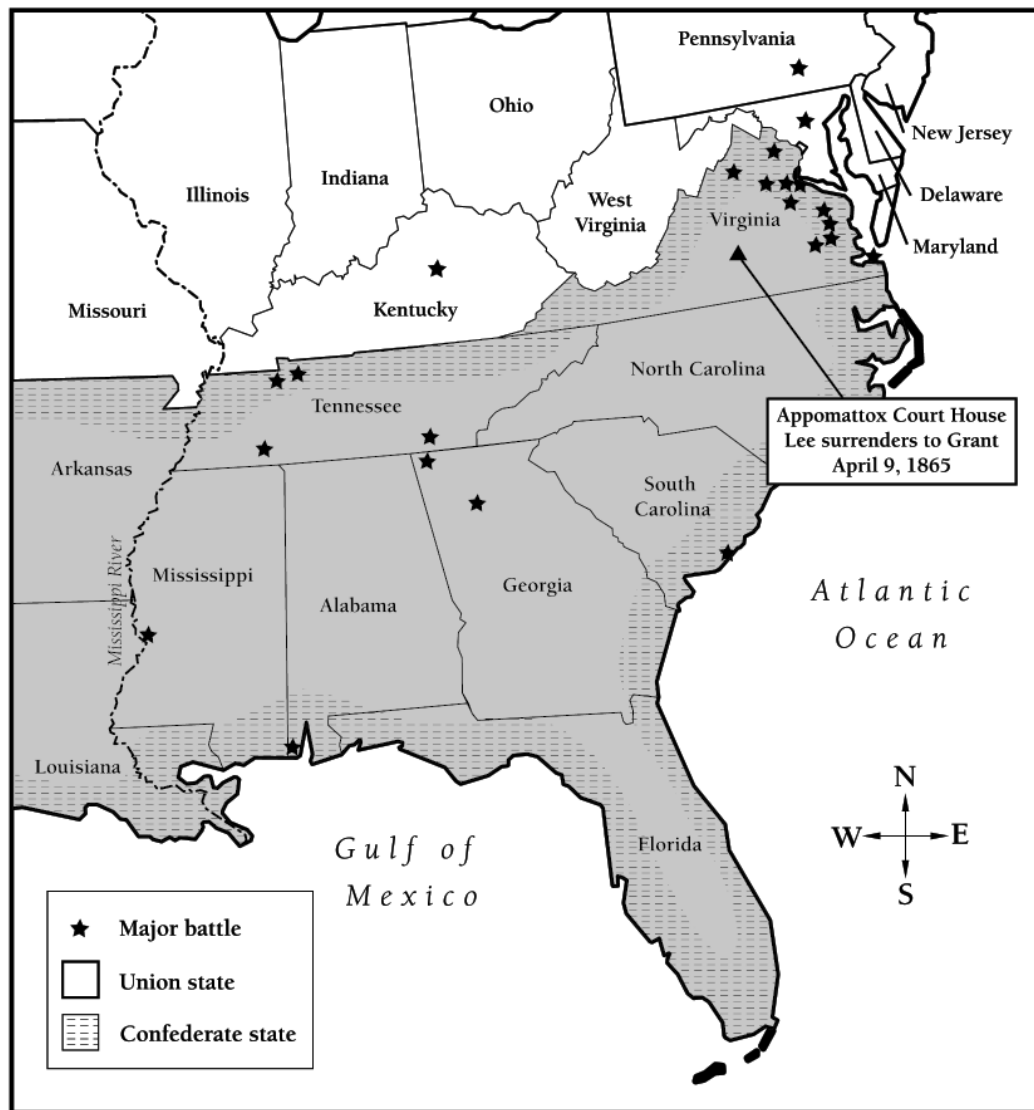 Pennsylvania
Ohio
New Jersey
Indiana
Illinois
West
Virginia
Delaware
Virginia
Maryland
Missouri
Kentucky
North Carolina
Tennessee
Appomattox Court House
Lee surrenders to Grant
April 9, 1865
Arkansas
South
Carolina
Mississippi River
Mississippi
Alabama
Georgia
Atlantic
Ocean
Louisiana
Gulf of
Mexico
Florida
N
W
E
S
Major battle
Union state
Confederate state